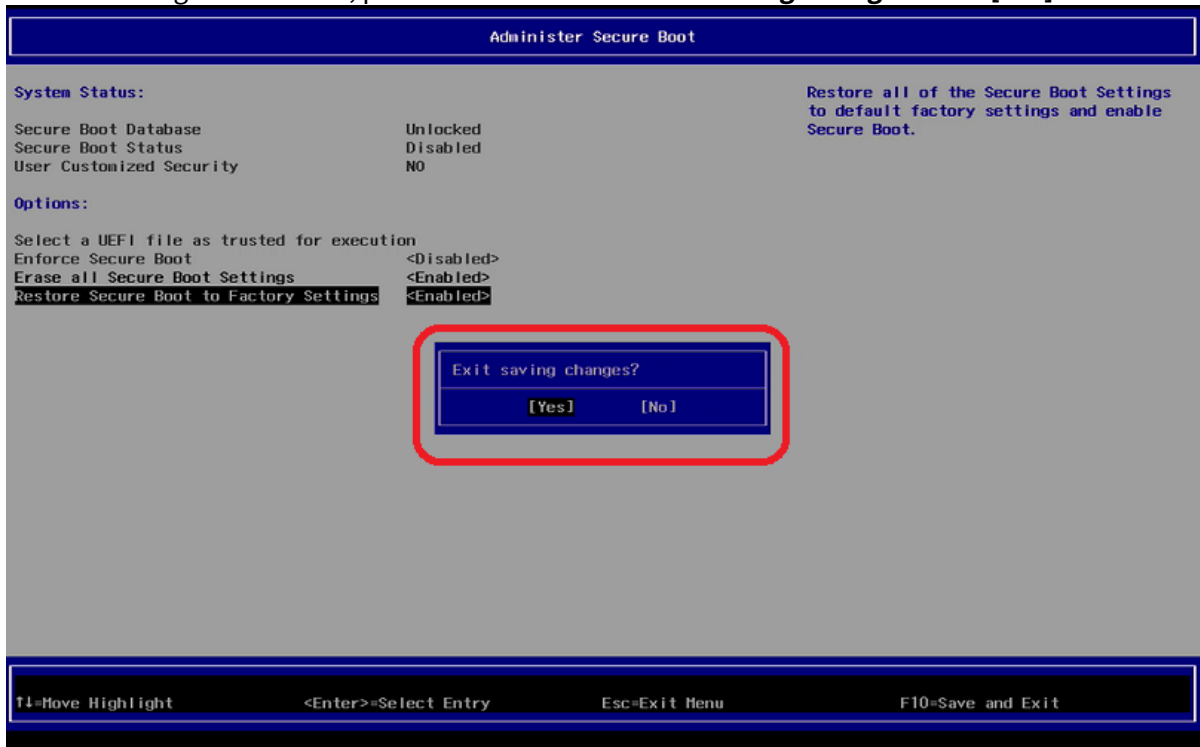 Administer Secure Boot
System Status:
Secure Boot Database Unlocked
Secure Boot Status Disabled
User Customized Security NO
Options:
Select a UEFI file as trusted for execution
Enforce Secure Boot <Disabled>
Erase all Secure Boot Settings <Enabled>
Restore Secure Boot to Factory Settings <Enabled>
Restore all of the Secure Boot Settings
to default factory settings and enable
Secure Boot.
Exit saving changes?
[Yes] [No]
↑↓=Move Highlight <Enter>=Select Entry Esc=Exit Menu F10=Save and Exit